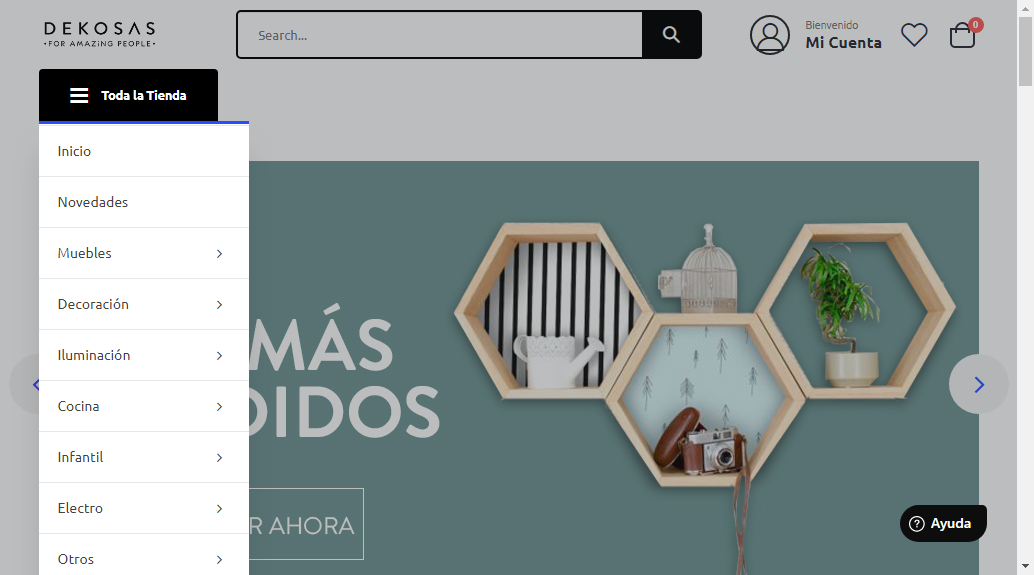 DEKOSAS
•FOR AMAZING PEOPLE•
Search...
Bienvenido
Mi Cuenta
0
Toda la Tienda
Inicio
Novedades
Muebles
Decoración
Iluminación
Cocina
Infantil
Electro
Otros
MÁS
DIDOS
R AHORA
Ayuda